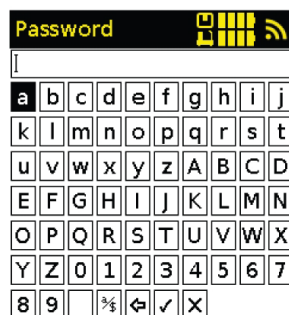 Password
a b c d e f g h i j
k l m n o p q r s t
u v w x y z A B C D
E F G H I J K L M N
O P Q R S T U V W X
Y Z 0 1 2 3 4 5 6 7
8 9 a/$ ⇦ ✓ X